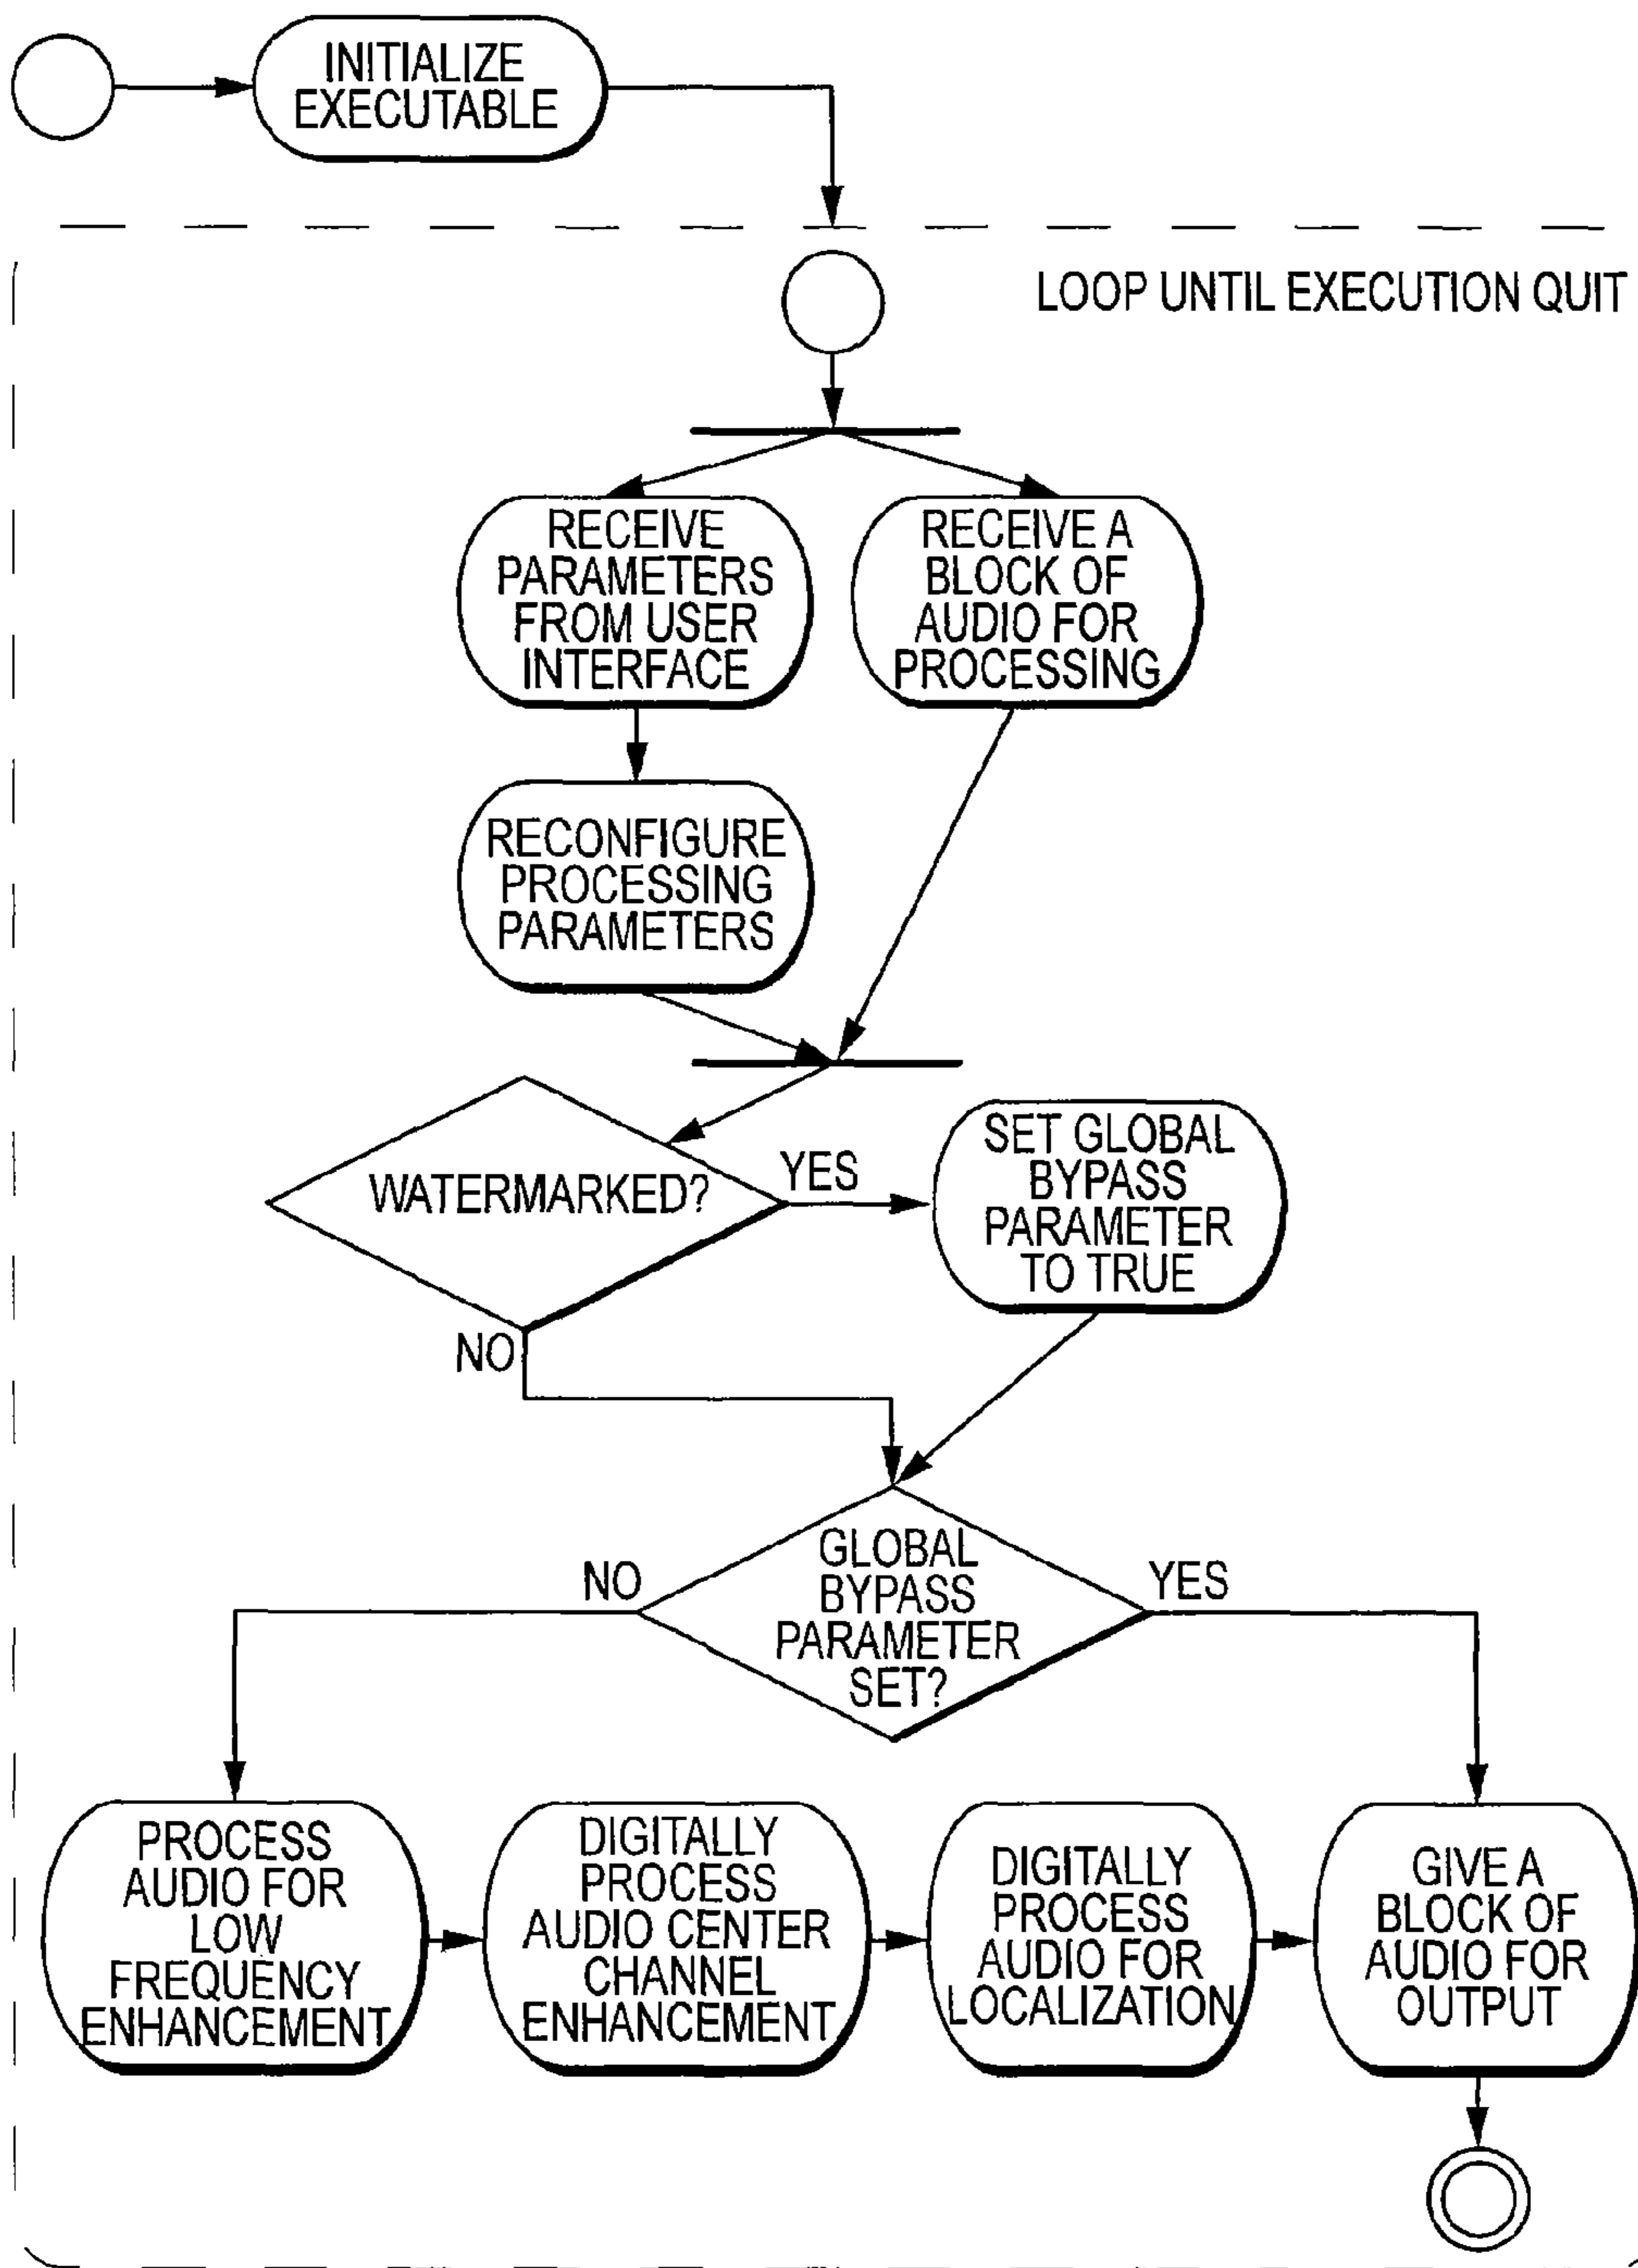 INITIALIZE
EXECUTABLE
LOOP UNTIL EXECUTION QUIT
RECEIVE
PARAMETERS
FROM USER
INTERFACE
RECEIVE A
BLOCK OF
AUDIO FOR
PROCESSING
RECONFIGURE
PROCESSING
PARAMETERS
WATERMARKED?
YES
SET GLOBAL
BYPASS
PARAMETER
TO TRUE
NO
GLOBAL
BYPASS
PARAMETER
SET?
NO
YES
PROCESS
AUDIO FOR
LOW
FREQUENCY
ENHANCEMENT
DIGITALLY
PROCESS
AUDIO CENTER
CHANNEL
ENHANCEMENT
DIGITALLY
PROCESS
AUDIO FOR
LOCALIZATION
GIVE A
BLOCK OF
AUDIO FOR
OUTPUT